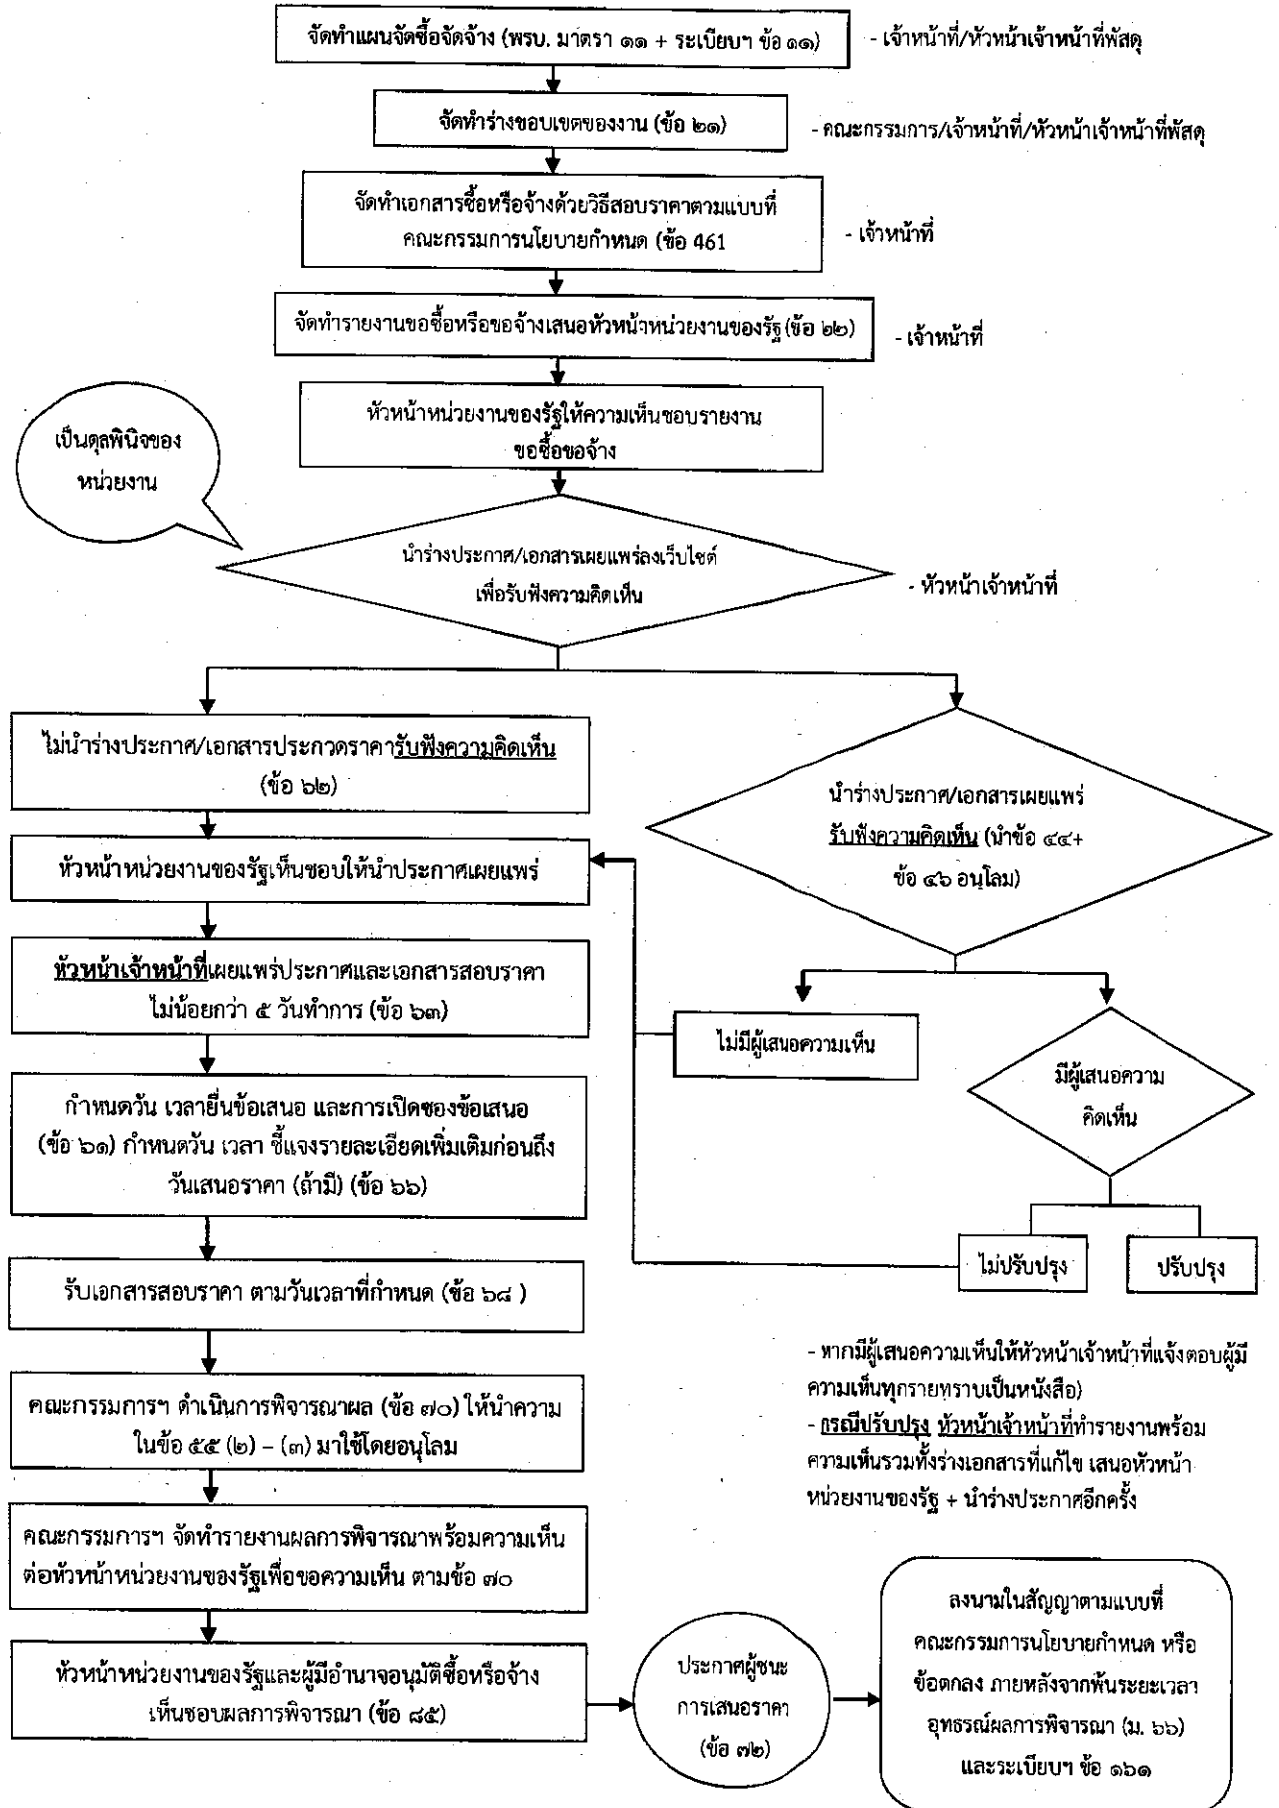 จัดทำแผนจัดซื้อจัดจ้าง (พรบ. มาตรา ๑๑ + ระเบียบฯ ข้อ ๑๑)
- เจ้าหน้าที่/หัวหน้าเจ้าหน้าที่พัสดุ
จัดทำร่างขอบเขตของงาน (ข้อ ๒๑)
- คณะกรรมการ/เจ้าหน้าที่/หัวหน้าเจ้าหน้าที่พัสดุ
จัดทำเอกสารซื้อหรือจ้างด้วยวิธีสอบราคาตามแบบที่
คณะกรรมการนโยบายกำหนด (ข้อ 461
- เจ้าหน้าที่
จัดทำรายงานขอซื้อหรือขอจ้างเสนอหัวหน้าหน่วยงานของรัฐ (ข้อ ๒๒)
- เจ้าหน้าที่
หัวหน้าหน่วยงานของรัฐให้ความเห็นชอบรายงาน
ขอซื้อขอจ้าง
เป็นดุลพินิจของ
หน่วยงาน
นำร่างประกาศ/เอกสารเผยแพร่ลงเว็บไซต์
เพื่อรับฟังความคิดเห็น
- หัวหน้าเจ้าหน้าที่
ไม่นำร่างประกาศ/เอกสารประกวดราคารับฟังความคิดเห็น
(ข้อ ๖๒)
หัวหน้าหน่วยงานของรัฐเห็นชอบให้นำประกาศเผยแพร่
หัวหน้าเจ้าหน้าที่เผยแพร่ประกาศและเอกสารสอบราคา
ไม่น้อยกว่า ๕ วันทำการ (ข้อ ๖๓)
กำหนดวัน เวลายื่นข้อเสนอ และการเปิดซองข้อเสนอ
(ข้อ ๖๑) กำหนดวัน เวลา ชี้แจงรายละเอียดเพิ่มเติมก่อนถึง
วันเสนอราคา (ถ้ามี) (ข้อ ๖๖)
รับเอกสารสอบราคา ตามวันเวลาที่กำหนด (ข้อ ๖๘ )
คณะกรรมการฯ ดำเนินการพิจารณาผล (ข้อ ๗๐) ให้นำความ
ในข้อ ๕๕ (๒) – (๓) มาใช้โดยอนุโลม
คณะกรรมการฯ จัดทำรายงานผลการพิจารณาพร้อมความเห็น
ต่อหัวหน้าหน่วยงานของรัฐเพื่อขอความเห็น ตามข้อ ๗๐
หัวหน้าหน่วยงานของรัฐและผู้มีอำนาจอนุมัติซื้อหรือจ้าง
เห็นชอบผลการพิจารณา (ข้อ ๘๕)
นำร่างประกาศ/เอกสารเผยแพร่
รับฟังความคิดเห็น (นำข้อ ๔๔+
ข้อ ๔๖ อนุโลม)
ไม่มีผู้เสนอความเห็น
มีผู้เสนอความ
คิดเห็น
ไม่ปรับปรุง
ปรับปรุง
- หากมีผู้เสนอความเห็นให้หัวหน้าเจ้าหน้าที่แจ้งตอบผู้มี
ความเห็นทุกรายทราบเป็นหนังสือ)
- กรณีปรับปรุง หัวหน้าเจ้าหน้าที่ทำรายงานพร้อม
ความเห็นรวมทั้งร่างเอกสารที่แก้ไข เสนอหัวหน้า
หน่วยงานของรัฐ + นำร่างประกาศอีกครั้ง
ประกาศผู้ชนะ
การเสนอราคา
(ข้อ ๗๒)
ลงนามในสัญญาตามแบบที่
คณะกรรมการนโยบายกำหนด หรือ
ข้อตกลง ภายหลังจากพ้นระยะเวลา
อุทธรณ์ผลการพิจารณา (ม. ๖๖)
และระเบียบฯ ข้อ ๑๖๑